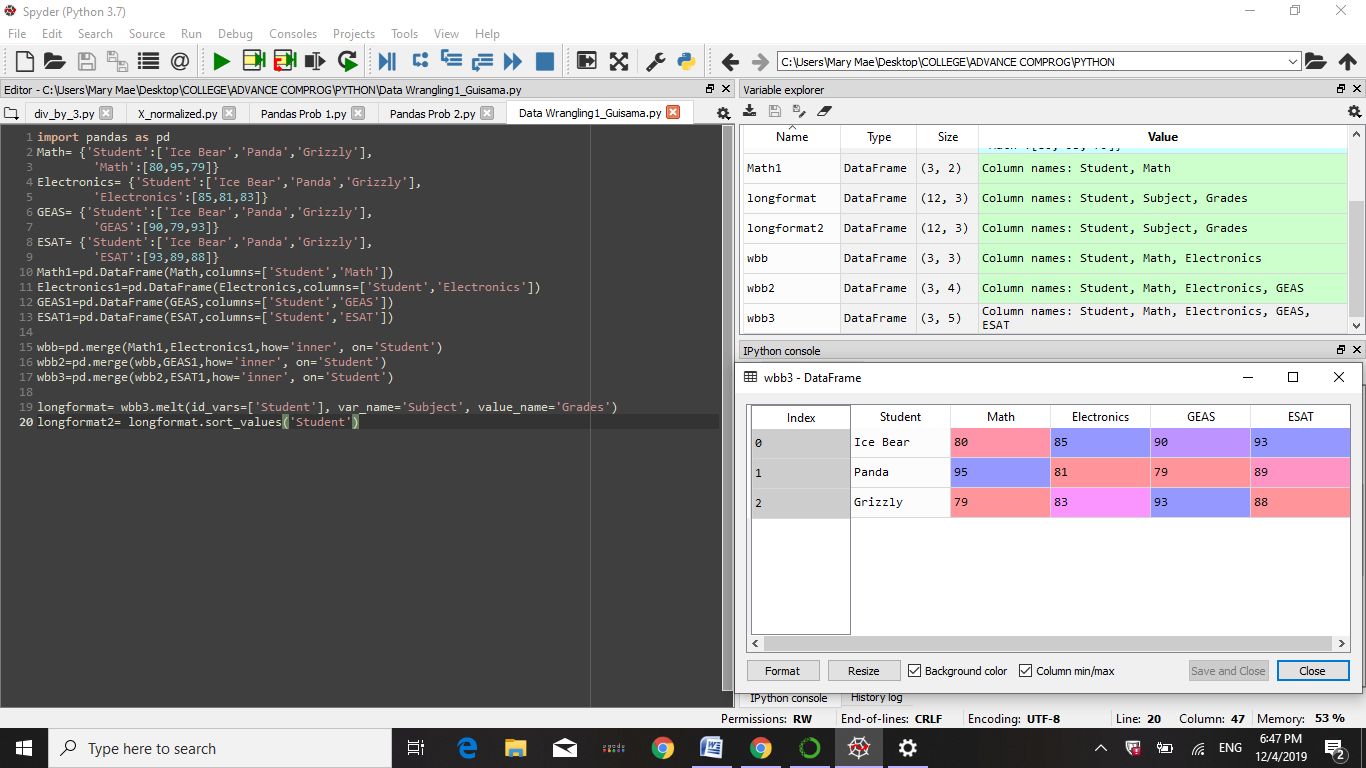 Spyder (Python 3.7)
File Edit Search Source Run Debug Consoles Projects Tools View Help
C:\Users\Mary Mae\Desktop\COLLEGE\ADVANCE COMPROG\PYTHON
Editor - C:\Users\Mary Mae\Desktop\COLLEGE\ADVANCE COMPROG\PYTHON\Data Wrangling1_Guisama.py
div_by_3.py X_normalized.py Pandas Prob 1.py Pandas Prob 2.py Data Wrangling1_Guisama.py
1 import pandas as pd
2 Math= {'Student':['Ice Bear','Panda','Grizzly'],
3 'Math':[80,95,79]}
4 Electronics= {'Student':['Ice Bear','Panda','Grizzly'],
5 'Electronics':[85,81,83]}
6 GEAS= {'Student':['Ice Bear','Panda','Grizzly'],
7 'GEAS':[90,79,93]}
8 ESAT= {'Student':['Ice Bear','Panda','Grizzly'],
9 'ESAT':[93,89,88]}
10 Math1=pd.DataFrame(Math,columns=['Student','Math'])
11 Electronics1=pd.DataFrame(Electronics,columns=['Student','Electronics'])
12 GEAS1=pd.DataFrame(GEAS,columns=['Student','GEAS'])
13 ESAT1=pd.DataFrame(ESAT,columns=['Student','ESAT'])
14
15 wbb=pd.merge(Math1,Electronics1,how='inner', on='Student')
16 wbb2=pd.merge(wbb,GEAS1,how='inner', on='Student')
17 wbb3=pd.merge(wbb2,ESAT1,how='inner', on='Student')
18
19 longformat= wbb3.melt(id_vars=['Student'], var_name='Subject', value_name='Grades')
20 longformat2= longformat.sort_values('Student')
Variable explorer
Name Type Size Value
Math1 DataFrame (3, 2) Column names: Student, Math
longformat DataFrame (12, 3) Column names: Student, Subject, Grades
longformat2 DataFrame (12, 3) Column names: Student, Subject, Grades
wbb DataFrame (3, 3) Column names: Student, Math, Electronics
wbb2 DataFrame (3, 4) Column names: Student, Math, Electronics, GEAS
wbb3 DataFrame (3, 5) Column names: Student, Math, Electronics, GEAS,
ESAT
IPython console
wbb3 - DataFrame
Index Student Math Electronics GEAS ESAT
0 Ice Bear 80 85 90 93
1 Panda 95 81 79 89
2 Grizzly 79 83 93 88
Format Resize Background color Column min/max Save and Close Close
IPython console History log
Permissions: RW End-of-lines: CRLF Encoding: UTF-8 Line: 20 Column: 47 Memory: 53 %
Type here to search
ENG
6:47 PM
12/4/2019
2